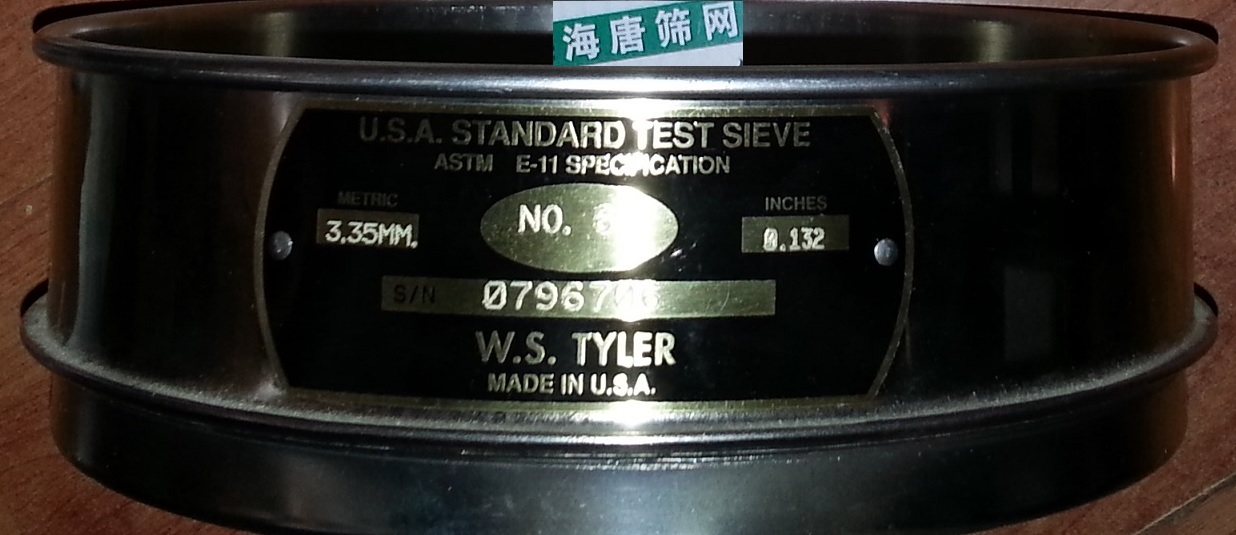 海唐筛网
U.S.A. STANDARD TEST SIEVE
ASTM E-11 SPECIFICATION
METRIC
INCHES
3.35MM.
NO. 6
0.132
S/N
W.S. TYLER
MADE IN U.S.A.